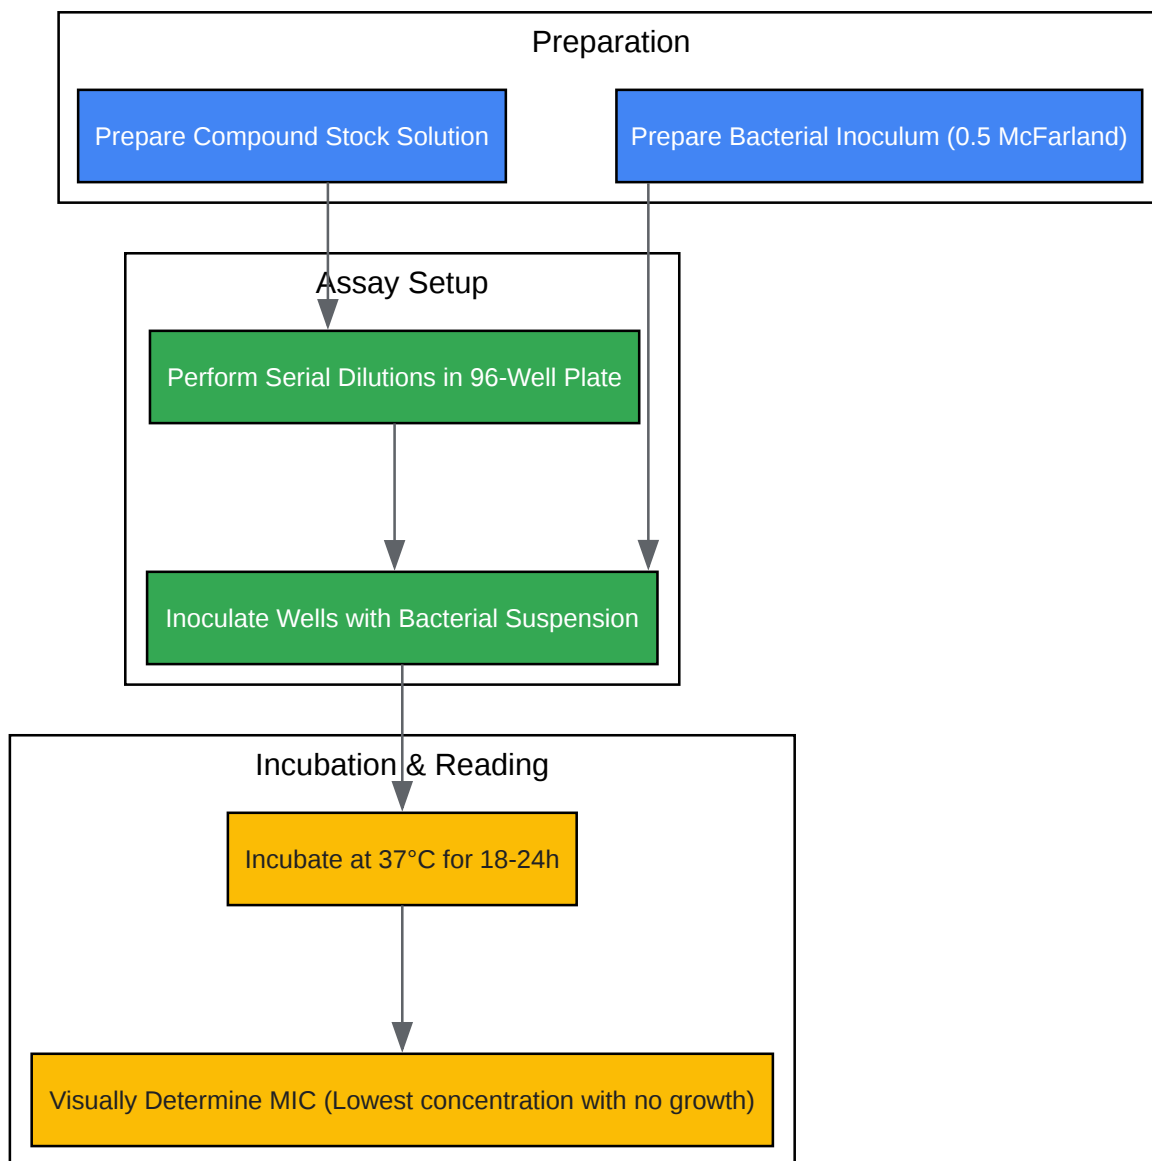 Preparation
Prepare Compound Stock Solution
Prepare Bacterial Inoculum (0.5 McFarland)
Assay Setup
Perform Serial Dilutions in 96-Well Plate
Inoculate Wells with Bacterial Suspension
Incubation & Reading
Incubate at 37°C for 18-24h
Visually Determine MIC (Lowest concentration with no growth)